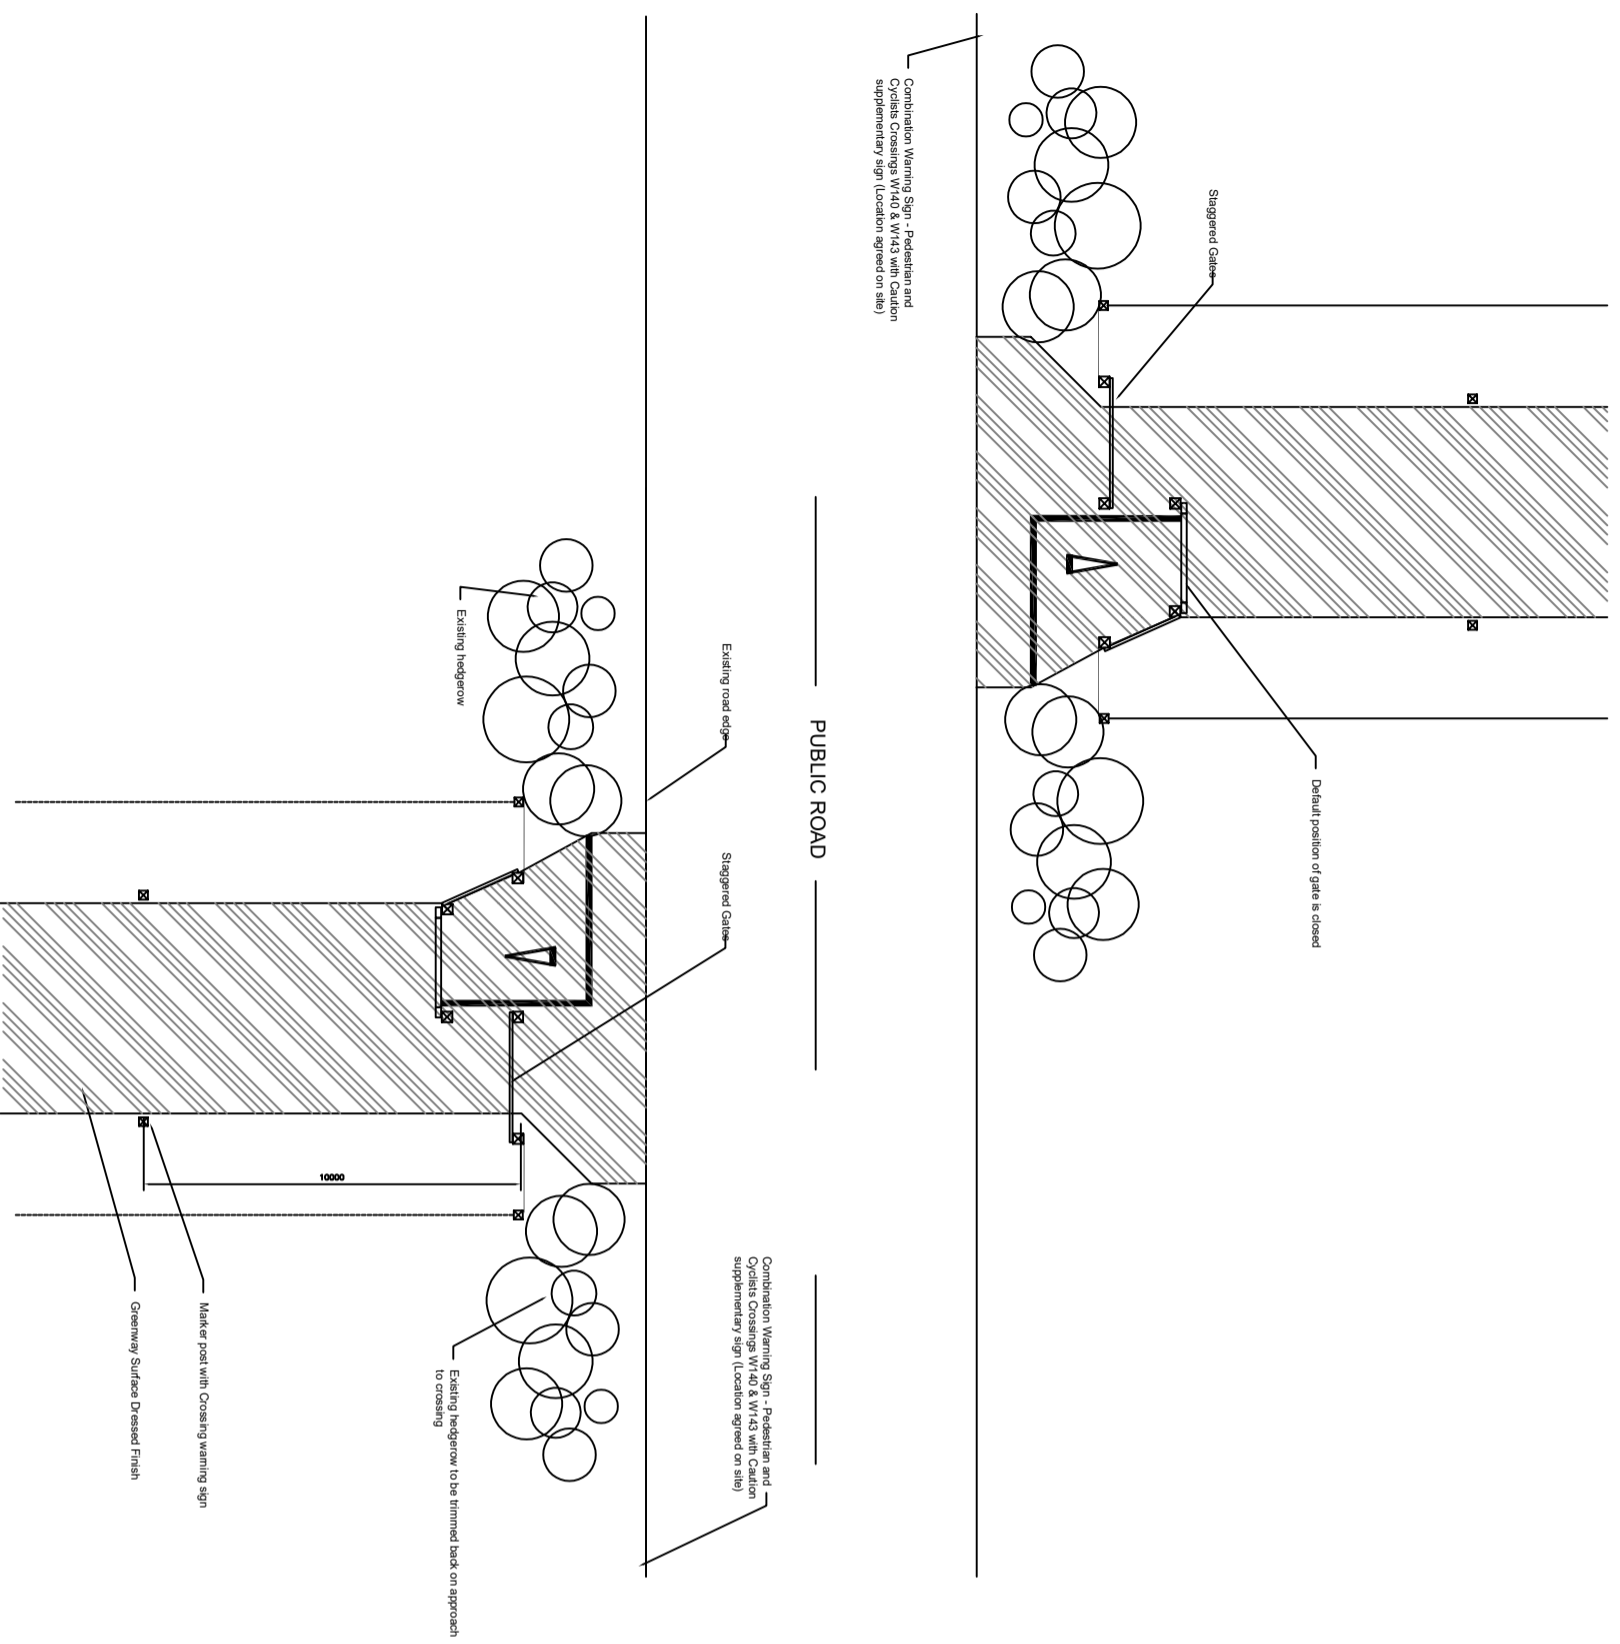 Combination Warning Sign - Pedestrian and
Cyclists Crossings W140 & W143 with Caution
supplementary sign (Location agreed on site)
Staggered Gates
Default position of gate is closed
PUBLIC ROAD
Existing road edge
Existing hedgerow
Staggered Gates
10000
Combination Warning Sign - Pedestrian and
Cyclists Crossings W140 & W143 with Caution
supplementary sign (Location agreed on site)
Existing hedgerow to be trimmed back on approach
to crossing
Marker post with Crossing warning sign
Greenway Surface Dressed Finish